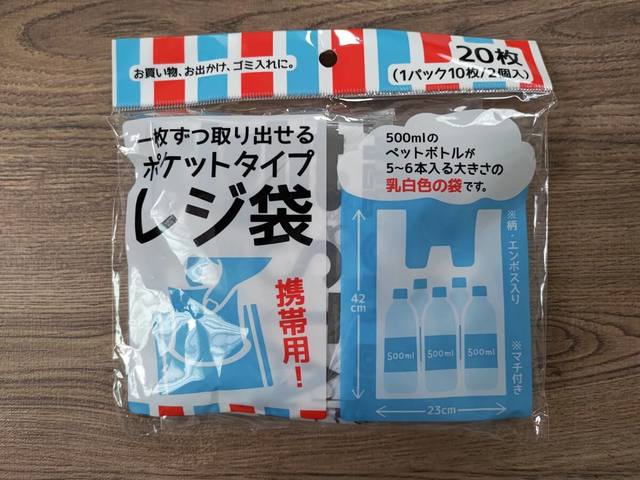 お買い物、お出かけ、ゴミ入れに。
20枚
(1パック10枚/2個入)
一枚ずつ取り出せる
ポケットタイプ
レジ袋
携帯用!
500mlの
ペットボトルが
5~6本入る大きさの
乳白色の袋です。
※柄・エンボス入り
※マチ付き
42
cm
500ml
500ml
500ml
23cm